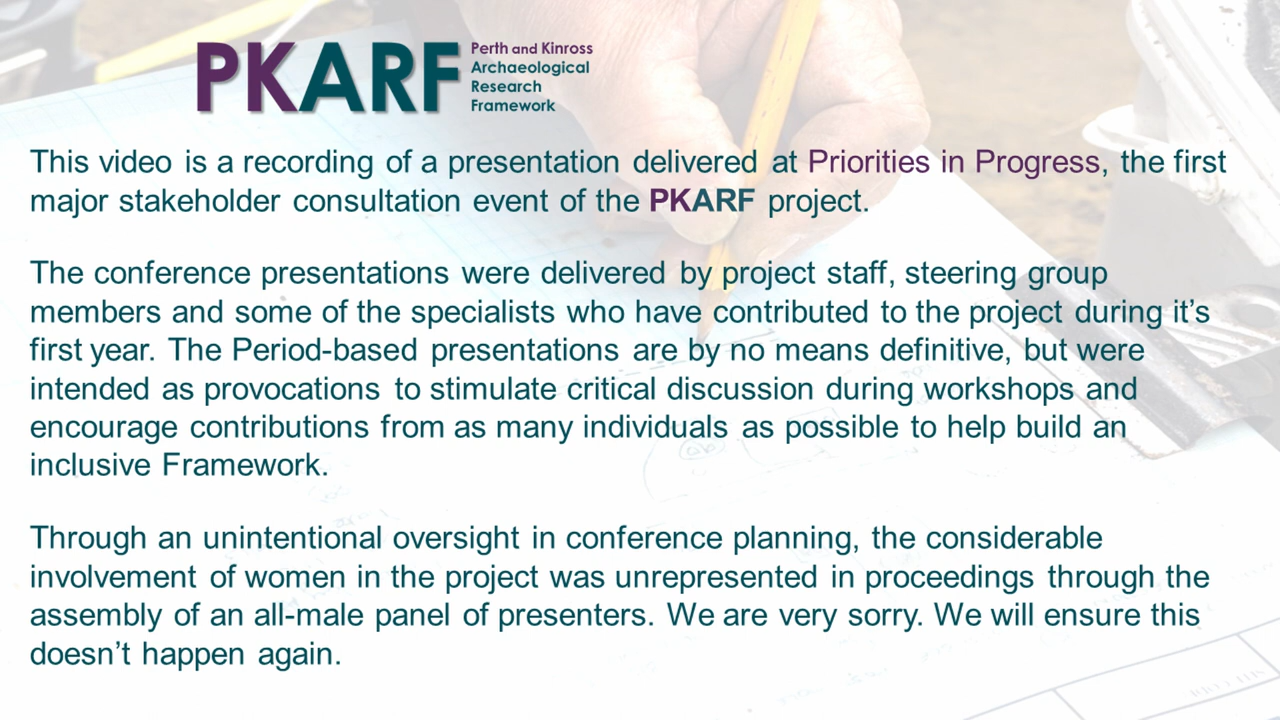 PKARF
Perth and Kinross
Archaeological
Research
Framework
This video is a recording of a presentation delivered at Priorities in Progress, the first
major stakeholder consultation event of the PKARF project.
The conference presentations were delivered by project staff, steering group
members and some of the specialists who have contributed to the project during it’s
first year. The Period-based presentations are by no means definitive, but were
intended as provocations to stimulate critical discussion during workshops and
encourage contributions from as many individuals as possible to help build an
inclusive Framework.
Through an unintentional oversight in conference planning, the considerable
involvement of women in the project was unrepresented in proceedings through the
assembly of an all-male panel of presenters. We are very sorry. We will ensure this
doesn’t happen again.